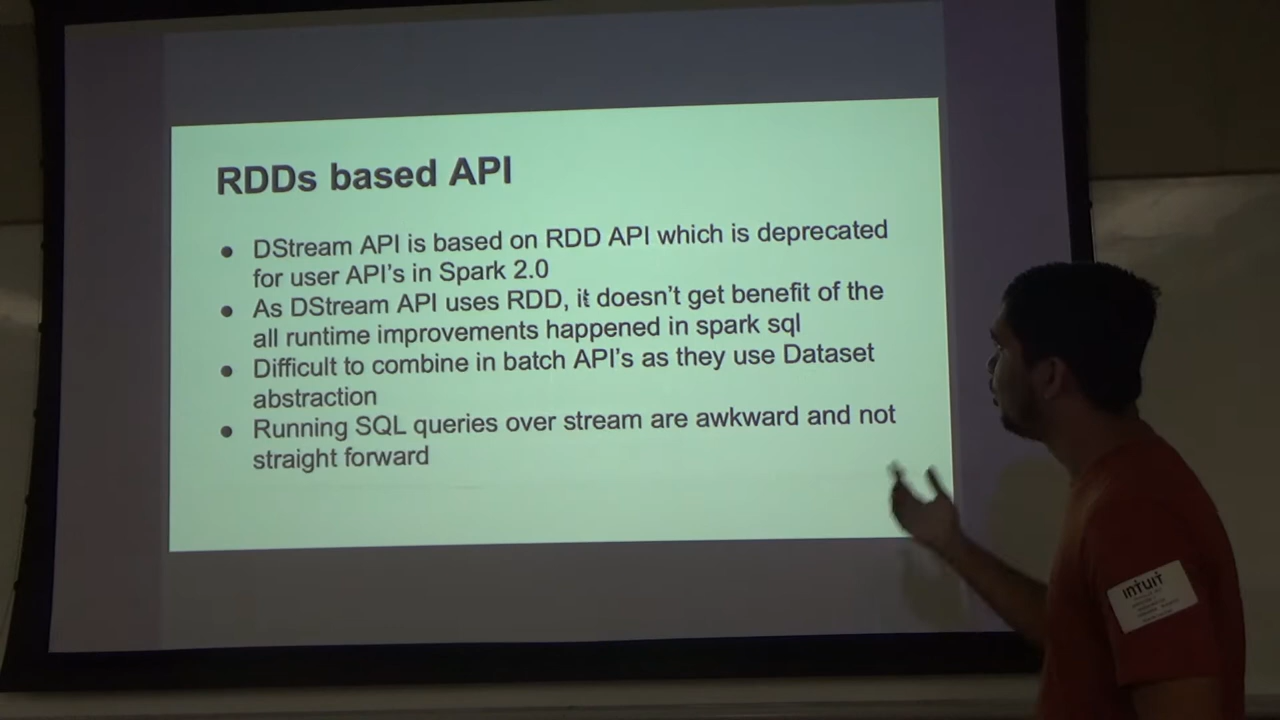 RDDs based API
● DStream API is based on RDD API which is deprecated
for user API's in Spark 2.0
● As DStream API uses RDD, it doesn't get benefit of the
all runtime improvements happened in spark sql
● Difficult to combine in batch API's as they use Dataset
abstraction
● Running SQL queries over stream are awkward and not
straight forward
INTUIT